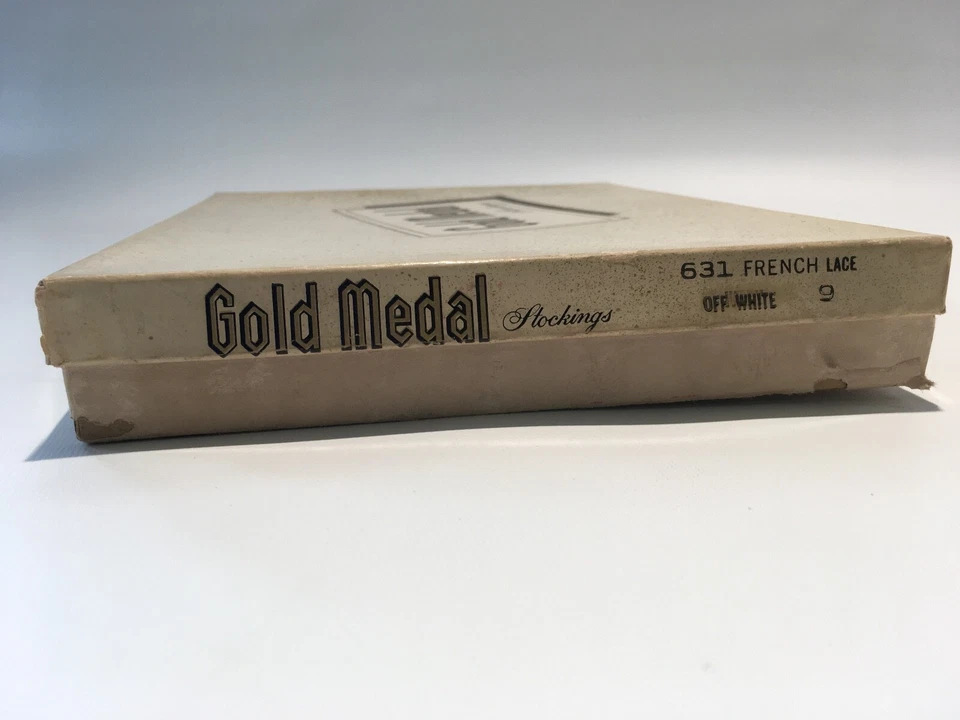 Gold Medal Stockings
631 FRENCH LACE
OFF WHITE 9